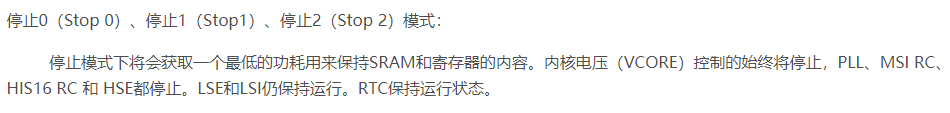 停止0（Stop 0）、停止1（Stop1）、停止2（Stop 2）模式：
停止模式下将会获取一个最低的功耗用来保持SRAM和寄存器的内容。内核电压（VCORE）控制的始终将停止，PLL、MSI RC、
HIS16 RC 和 HSE都停止。LSE和LSI仍保持运行。RTC保持运行状态。